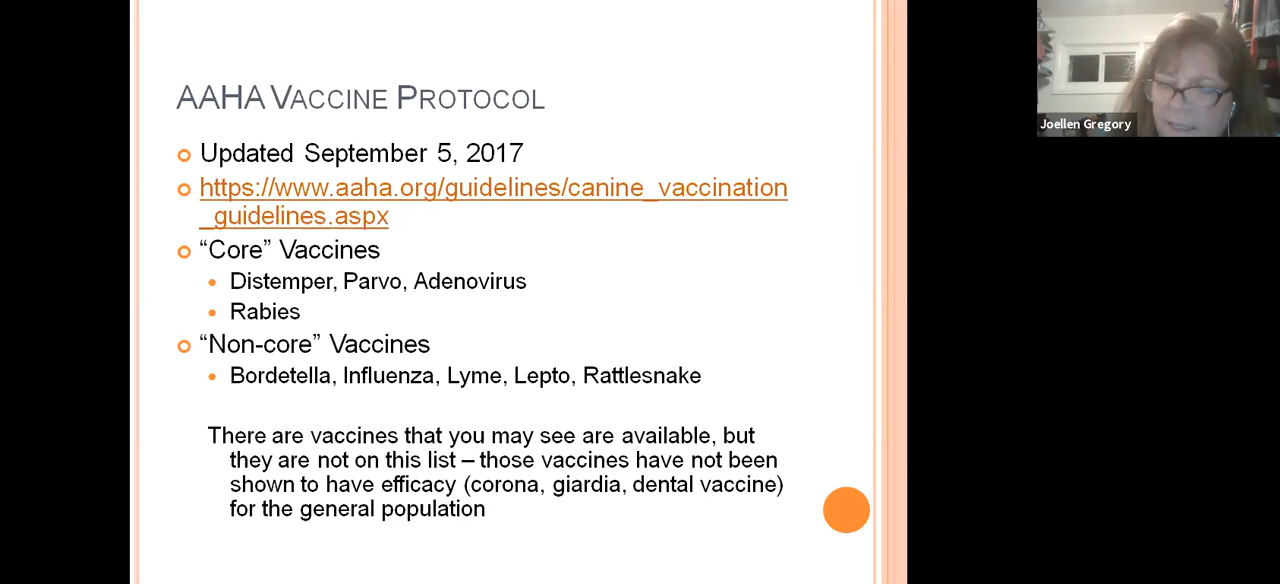 AAHA VACCINE PROTOCOL
Updated September 5, 2017
https://www.aaha.org/guidelines/canine_vaccination
_guidelines.aspx
“Core” Vaccines
Distemper, Parvo, Adenovirus
Rabies
“Non-core” Vaccines
Bordetella, Influenza, Lyme, Lepto, Rattlesnake
There are vaccines that you may see are available, but
they are not on this list – those vaccines have not been
shown to have efficacy (corona, giardia, dental vaccine)
for the general population
Joellen Gregory